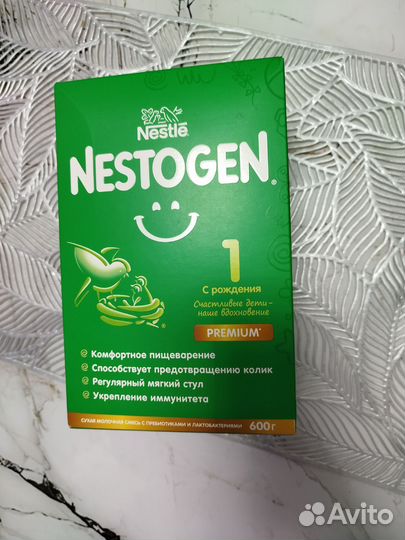 Nestlé
NESTOGEN®
1
С рождения
Счастливые дети –
наше вдохновение
PREMIUM*
Комфортное пищеварение
Способствует предотвращению колик
Регулярный мягкий стул
Укрепление иммунитета
СУХАЯ МОЛОЧНАЯ СМЕСЬ С ПРЕБИОТИКАМИ И ЛАКТОБАКТЕРИЯМИ 600 г
Avito